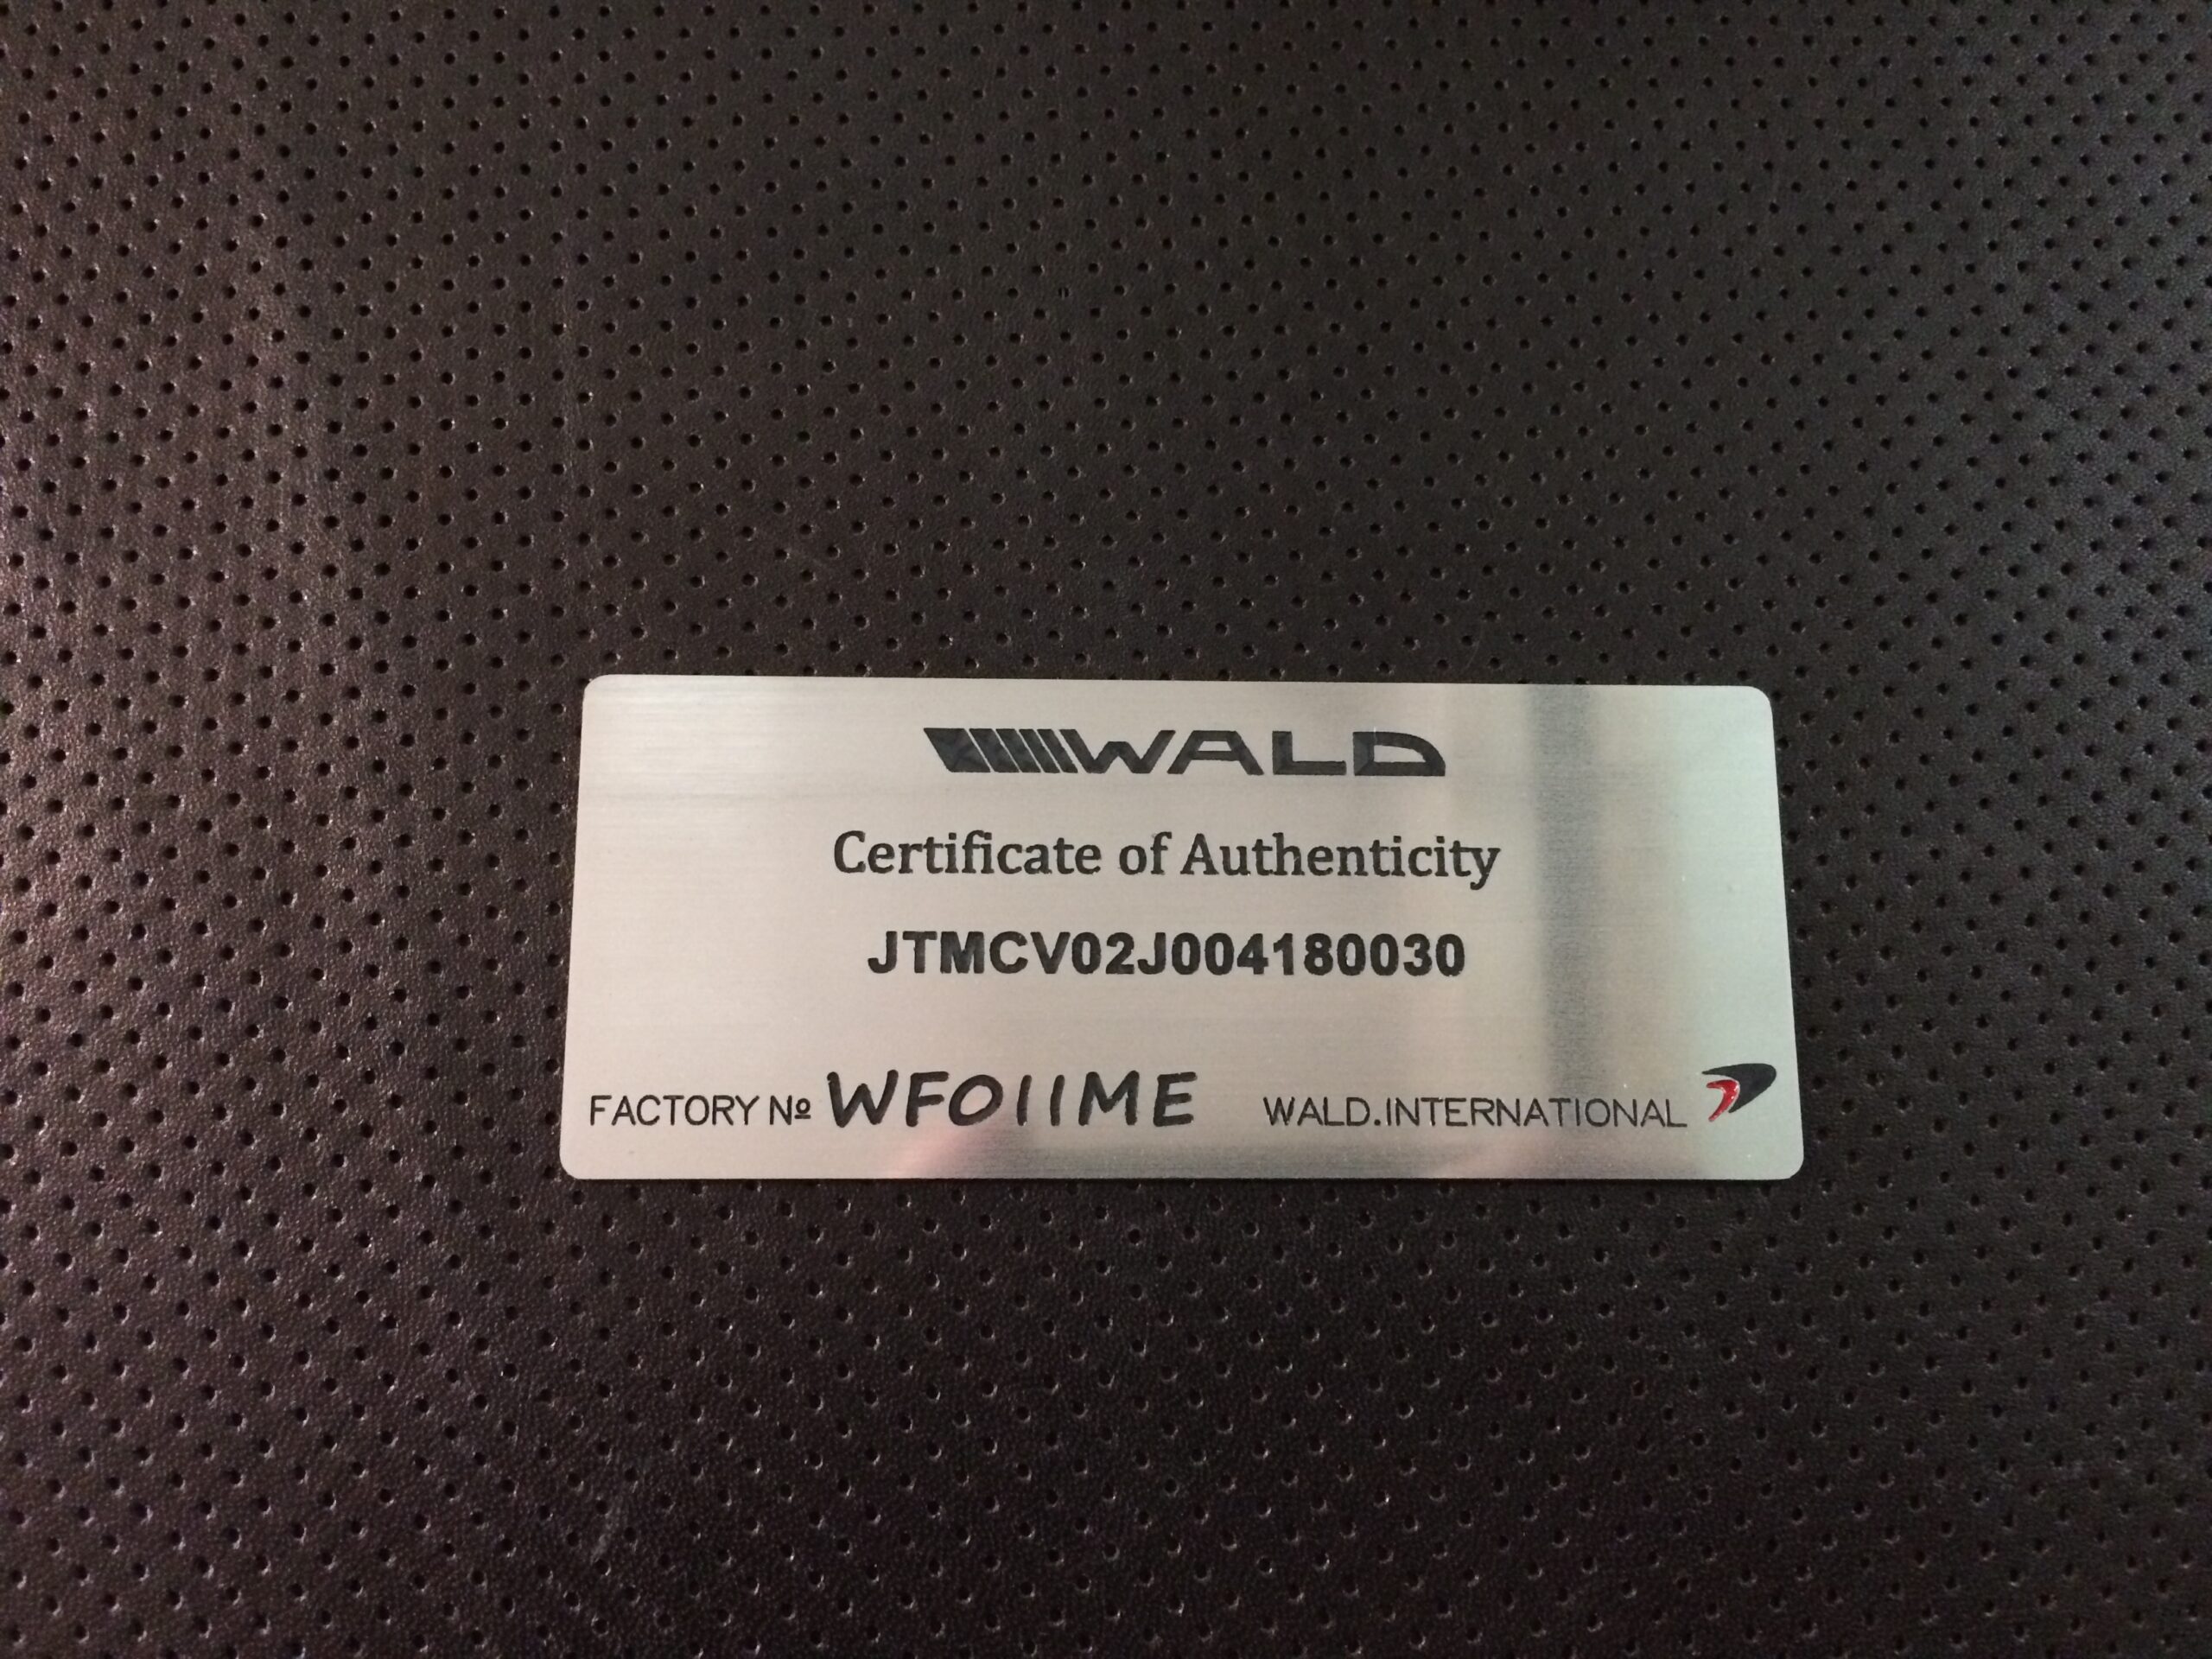 WALD
Certificate of Authenticity
JTMCV02J004180030
FACTORY № WF011ME WALD.INTERNATIONAL